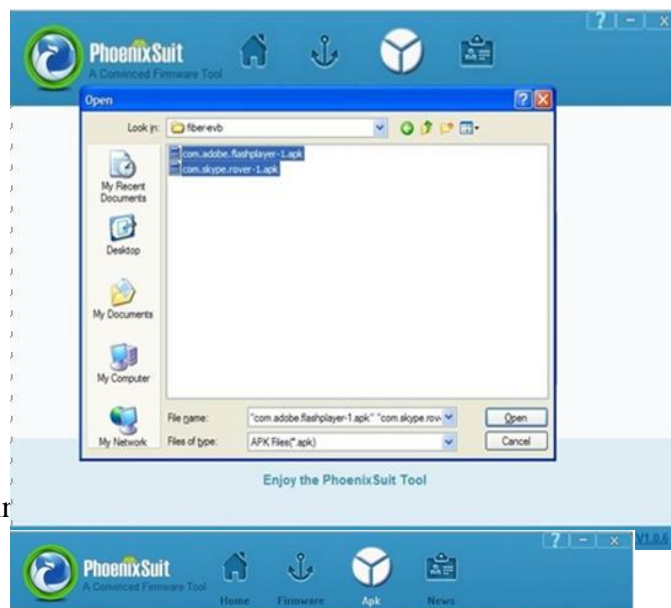 ? - x
PhoenixSuit
A Convinced Firmware Tool
Open
Look in: fiber-evb
com.adobe.flashplayer-1.apk
com.skype.rover-1.apk
My Recent
Documents
Desktop
My Documents
My Computer
My Network
File name: "com.adobe.flashplayer-1.apk" "com.skype.rov
Open
Files of type: APK Files(*.apk)
Cancel
Enjoy the PhoenixSuit Tool
V1.0.6
? - x
PhoenixSuit
A Convinced Firmware Tool
Home Firmware Apk News